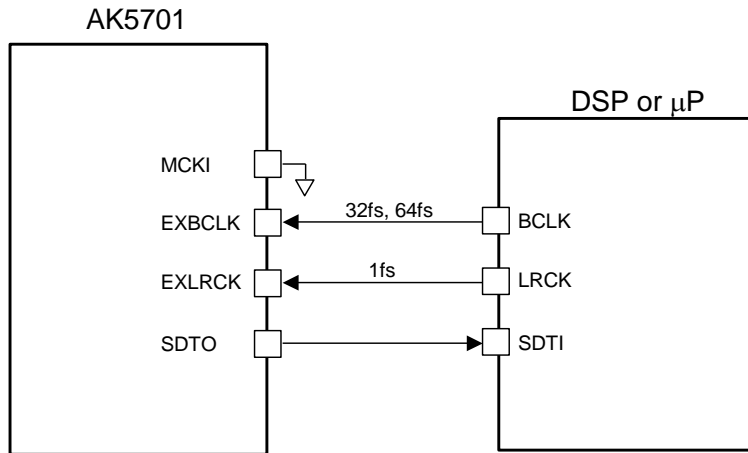 AK5701
DSP or μP
MCKI
EXBCLK
32fs, 64fs
BCLK
EXLRCK
1fs
LRCK
SDTO
SDTI